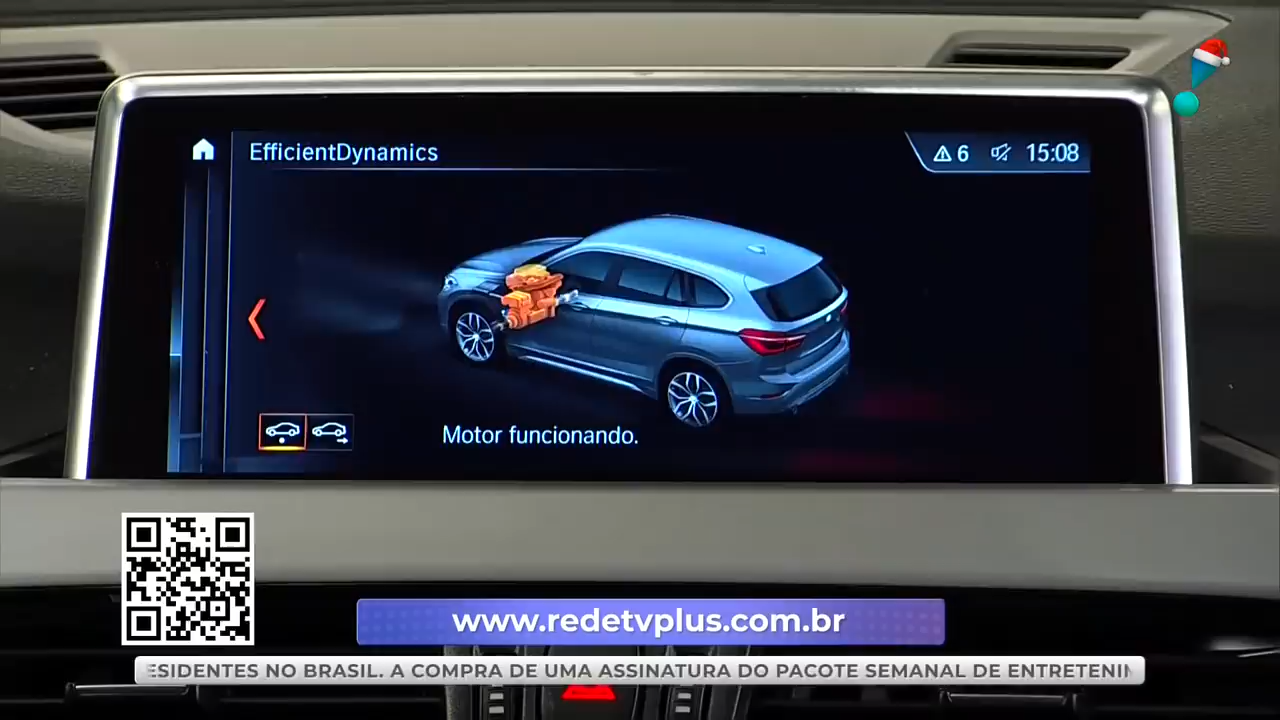 EfficientDynamics
6 15:08
Motor funcionando.
www.redetvplus.com.br
ESIDENTES NO BRASIL. A COMPRA DE UMA ASSINATURA DO PACOTE SEMANAL DE ENTRETENIM